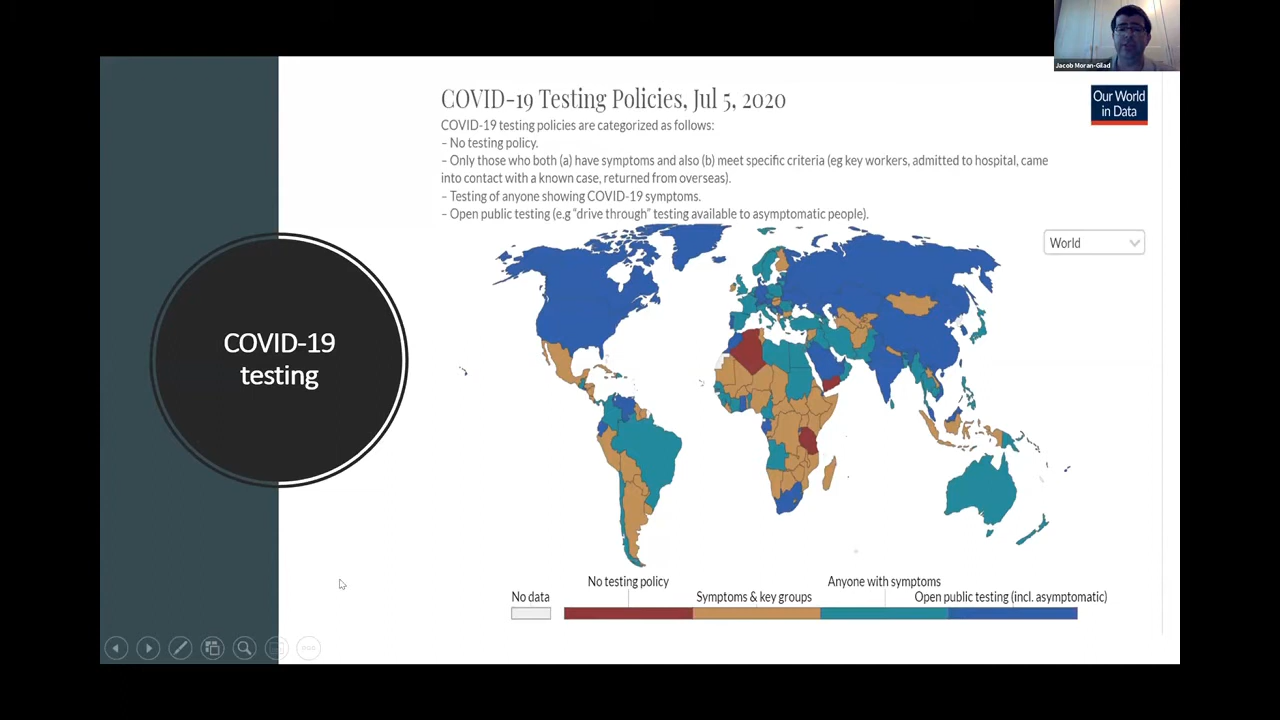 Jacob Moran-Gilad
COVID-19 Testing Policies, Jul 5, 2020
Our World
in Data
COVID-19 testing policies are categorized as follows:
– No testing policy.
– Only those who both (a) have symptoms and also (b) meet specific criteria (eg key workers, admitted to hospital, came
into contact with a known case, returned from overseas).
– Testing of anyone showing COVID-19 symptoms.
– Open public testing (e.g “drive through” testing available to asymptomatic people).
World
COVID-19
testing
No testing policy
Anyone with symptoms
No data
Symptoms & key groups
Open public testing (incl. asymptomatic)